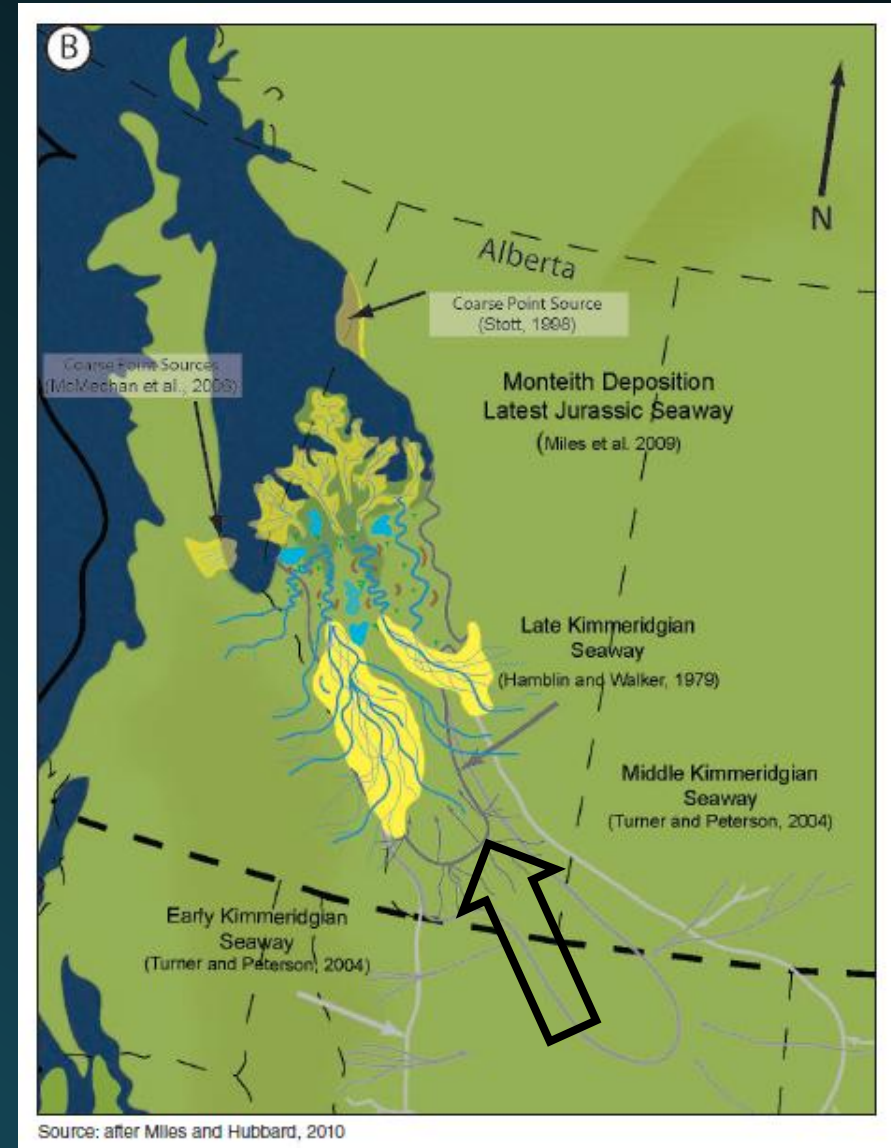 B
N
Alberta
Coarse Point Source
(Stott, 1998)
Coarse Point Sources
(McMechan et al., 2006)
Monteith Deposition
Latest Jurassic Seaway
(Miles et al. 2009)
Late Kimmeridgian
Seaway
(Hamblin and Walker, 1979)
Middle Kimmeridgian
Seaway
(Turner and Peterson, 2004)
Early Kimmeridgian
Seaway
(Turner and Peterson, 2004)
Source: after Miles and Hubbard, 2010